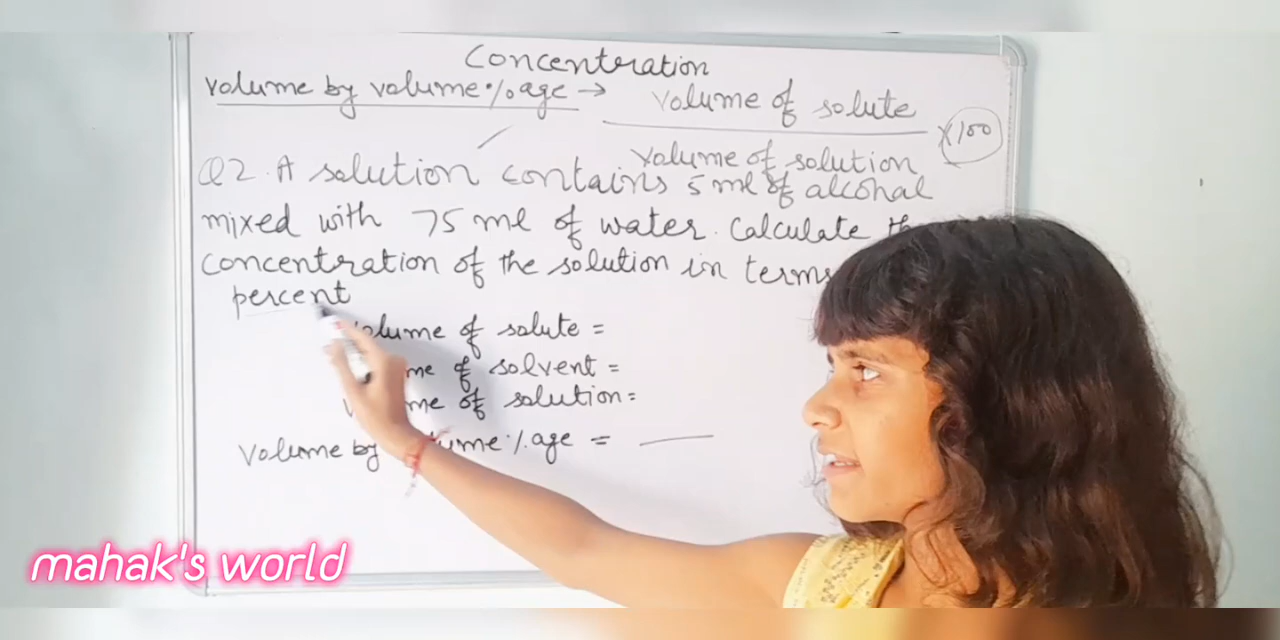 Concentration
volume by volume%age → volume of solute
volume of solution
×100
Q2. A solution contains 5 ml of alcohal
mixed with 75 ml of water. Calculate
concentration of the solution in terms
percent
volume of solute =
of solvent =
of solution =
volume by volume%age =
mahak's world